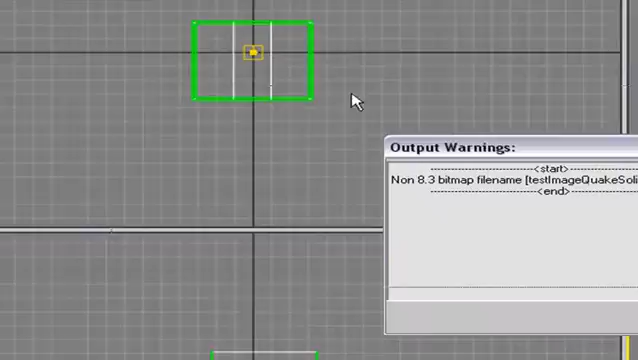 Output Warnings:
--------------------<start>--------------------
Non 8.3 bitmap filename [testImageQuakeSoli
--------------------<end>--------------------